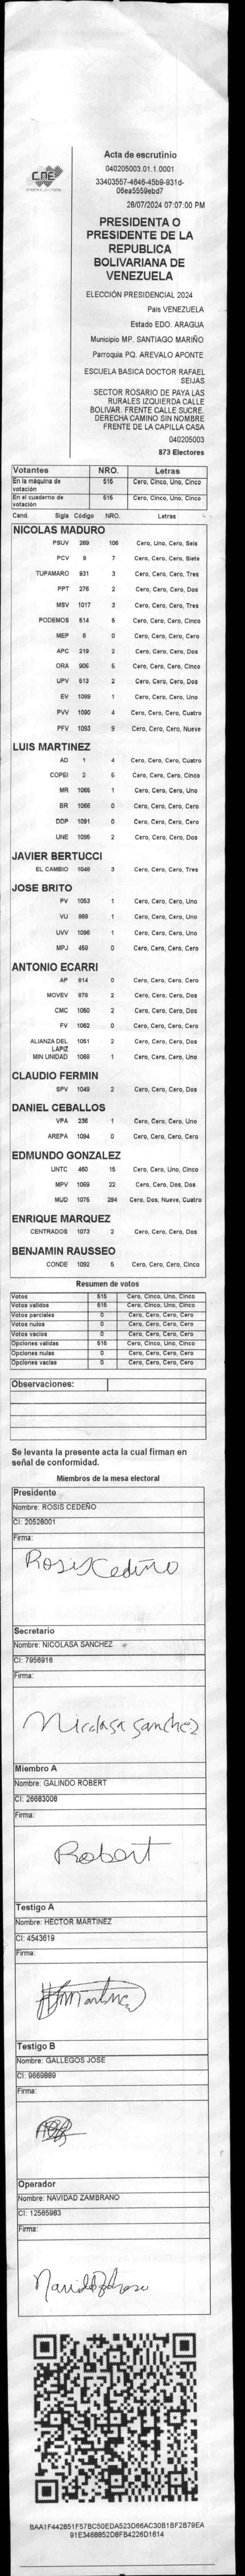 CNE
Acta de escrutinio
040205003.01.1.0001
33403557-4646-45b9-931d-
06ea5559ebd7
28/07/2024 07:07:00 PM
PRESIDENTA O
PRESIDENTE DE LA
REPUBLICA
BOLIVARIANA DE
VENEZUELA
ELECCIÓN PRESIDENCIAL 2024
Pais VENEZUELA
Estado EDO. ARAGUA
Municipio MP. SANTIAGO MARIÑO
Parroquia PQ. AREVALO APONTE
ESCUELA BASICA DOCTOR RAFAEL
SEIJAS
SECTOR ROSARIO DE PAYA LAS
RURALES IZQUIERDA CALLE
BOLIVAR. FRENTE CALLE SUCRE.
DERECHA CAMINO SIN NOMBRE
FRENTE DE LA CAPILLA CASA
040205003
873 Electores
Votantes NRO. Letras
En la máquina de votación 515 Cero, Cinco, Uno, Cinco
En el cuaderno de votación 515 Cero, Cinco, Uno, Cinco
Cand. Sigla Código NRO. Letras
NICOLAS MADURO
PSUV 269 106 Cero, Uno, Cero, Seis
PCV 9 7 Cero, Cero, Cero, Siete
TUPAMARO 931 3 Cero, Cero, Cero, Tres
PPT 276 2 Cero, Cero, Cero, Dos
MSV 1017 3 Cero, Cero, Cero, Tres
PODEMOS 514 5 Cero, Cero, Cero, Cinco
MEP 6 0 Cero, Cero, Cero, Cero
APC 219 2 Cero, Cero, Cero, Dos
ORA 906 5 Cero, Cero, Cero, Cinco
UPV 513 2 Cero, Cero, Cero, Dos
EV 1089 1 Cero, Cero, Cero, Uno
PVV 1090 4 Cero, Cero, Cero, Cuatro
PFV 1093 9 Cero, Cero, Cero, Nueve
LUIS MARTINEZ
AD 1 4 Cero, Cero, Cero, Cuatro
COPEI 2 5 Cero, Cero, Cero, Cinco
MR 1065 1 Cero, Cero, Cero, Uno
BR 1066 0 Cero, Cero, Cero, Cero
DDP 1091 0 Cero, Cero, Cero, Cero
UNE 1095 2 Cero, Cero, Cero, Dos
JAVIER BERTUCCI
EL CAMBIO 1048 3 Cero, Cero, Cero, Tres
JOSE BRITO
PV 1053 1 Cero, Cero, Cero, Uno
VU 868 1 Cero, Cero, Cero, Uno
UVV 1096 1 Cero, Cero, Cero, Uno
MPJ 458 0 Cero, Cero, Cero, Cero
ANTONIO ECARRI
AP 814 0 Cero, Cero, Cero, Cero
MOVEV 878 2 Cero, Cero, Cero, Dos
CMC 1050 2 Cero, Cero, Cero, Dos
FV 1062 0 Cero, Cero, Cero, Cero
ALIANZA DEL LAPIZ 1051 2 Cero, Cero, Cero, Dos
MIN UNIDAD 1068 1 Cero, Cero, Cero, Uno
CLAUDIO FERMIN
SPV 1049 2 Cero, Cero, Cero, Dos
DANIEL CEBALLOS
VPA 236 1 Cero, Cero, Cero, Uno
AREPA 1094 0 Cero, Cero, Cero, Cero
EDMUNDO GONZALEZ
UNTC 460 15 Cero, Cero, Uno, Cinco
MPV 1069 22 Cero, Cero, Dos, Dos
MUD 1075 294 Cero, Dos, Nueve, Cuatro
ENRIQUE MARQUEZ
CENTRADOS 1073 2 Cero, Cero, Cero, Dos
BENJAMIN RAUSSEO
CONDE 1092 5 Cero, Cero, Cero, Cinco
Resumen de votos
Votos 515 Cero, Cinco, Uno, Cinco
Votos validos 515 Cero, Cinco, Uno, Cinco
Votos parciales 0 Cero, Cero, Cero, Cero
Votos nulos 0 Cero, Cero, Cero, Cero
Votos vacios 0 Cero, Cero, Cero, Cero
Opciones validas 515 Cero, Cinco, Uno, Cinco
Opciones nulas 0 Cero, Cero, Cero, Cero
Opciones vacias 0 Cero, Cero, Cero, Cero
Observaciones:
Se levanta la presente acta la cual firman en
señal de conformidad.
Miembros de la mesa electoral
Presidente
Nombre: ROSIS CEDEÑO
CI: 20526001
Firma:
Rosis Cedeño
Secretario
Nombre: NICOLASA SANCHEZ
CI: 7956916
Firma:
Nicolasa Sanchez
Miembro A
Nombre: GALINDO ROBERT
CI: 26683008
Firma:
Robert
Testigo A
Nombre: HECTOR MARTINEZ
CI: 4543619
Firma:
Testigo B
Nombre: GALLEGOS JOSE
CI: 9669889
Firma:
Operador
Nombre: NAVIDAD ZAMBRANO
CI: 12565983
Firma:
BAA1F442851F57BC50EDA523D66AC30B1BF2B79EA
91E3468852D8FB4226D1614